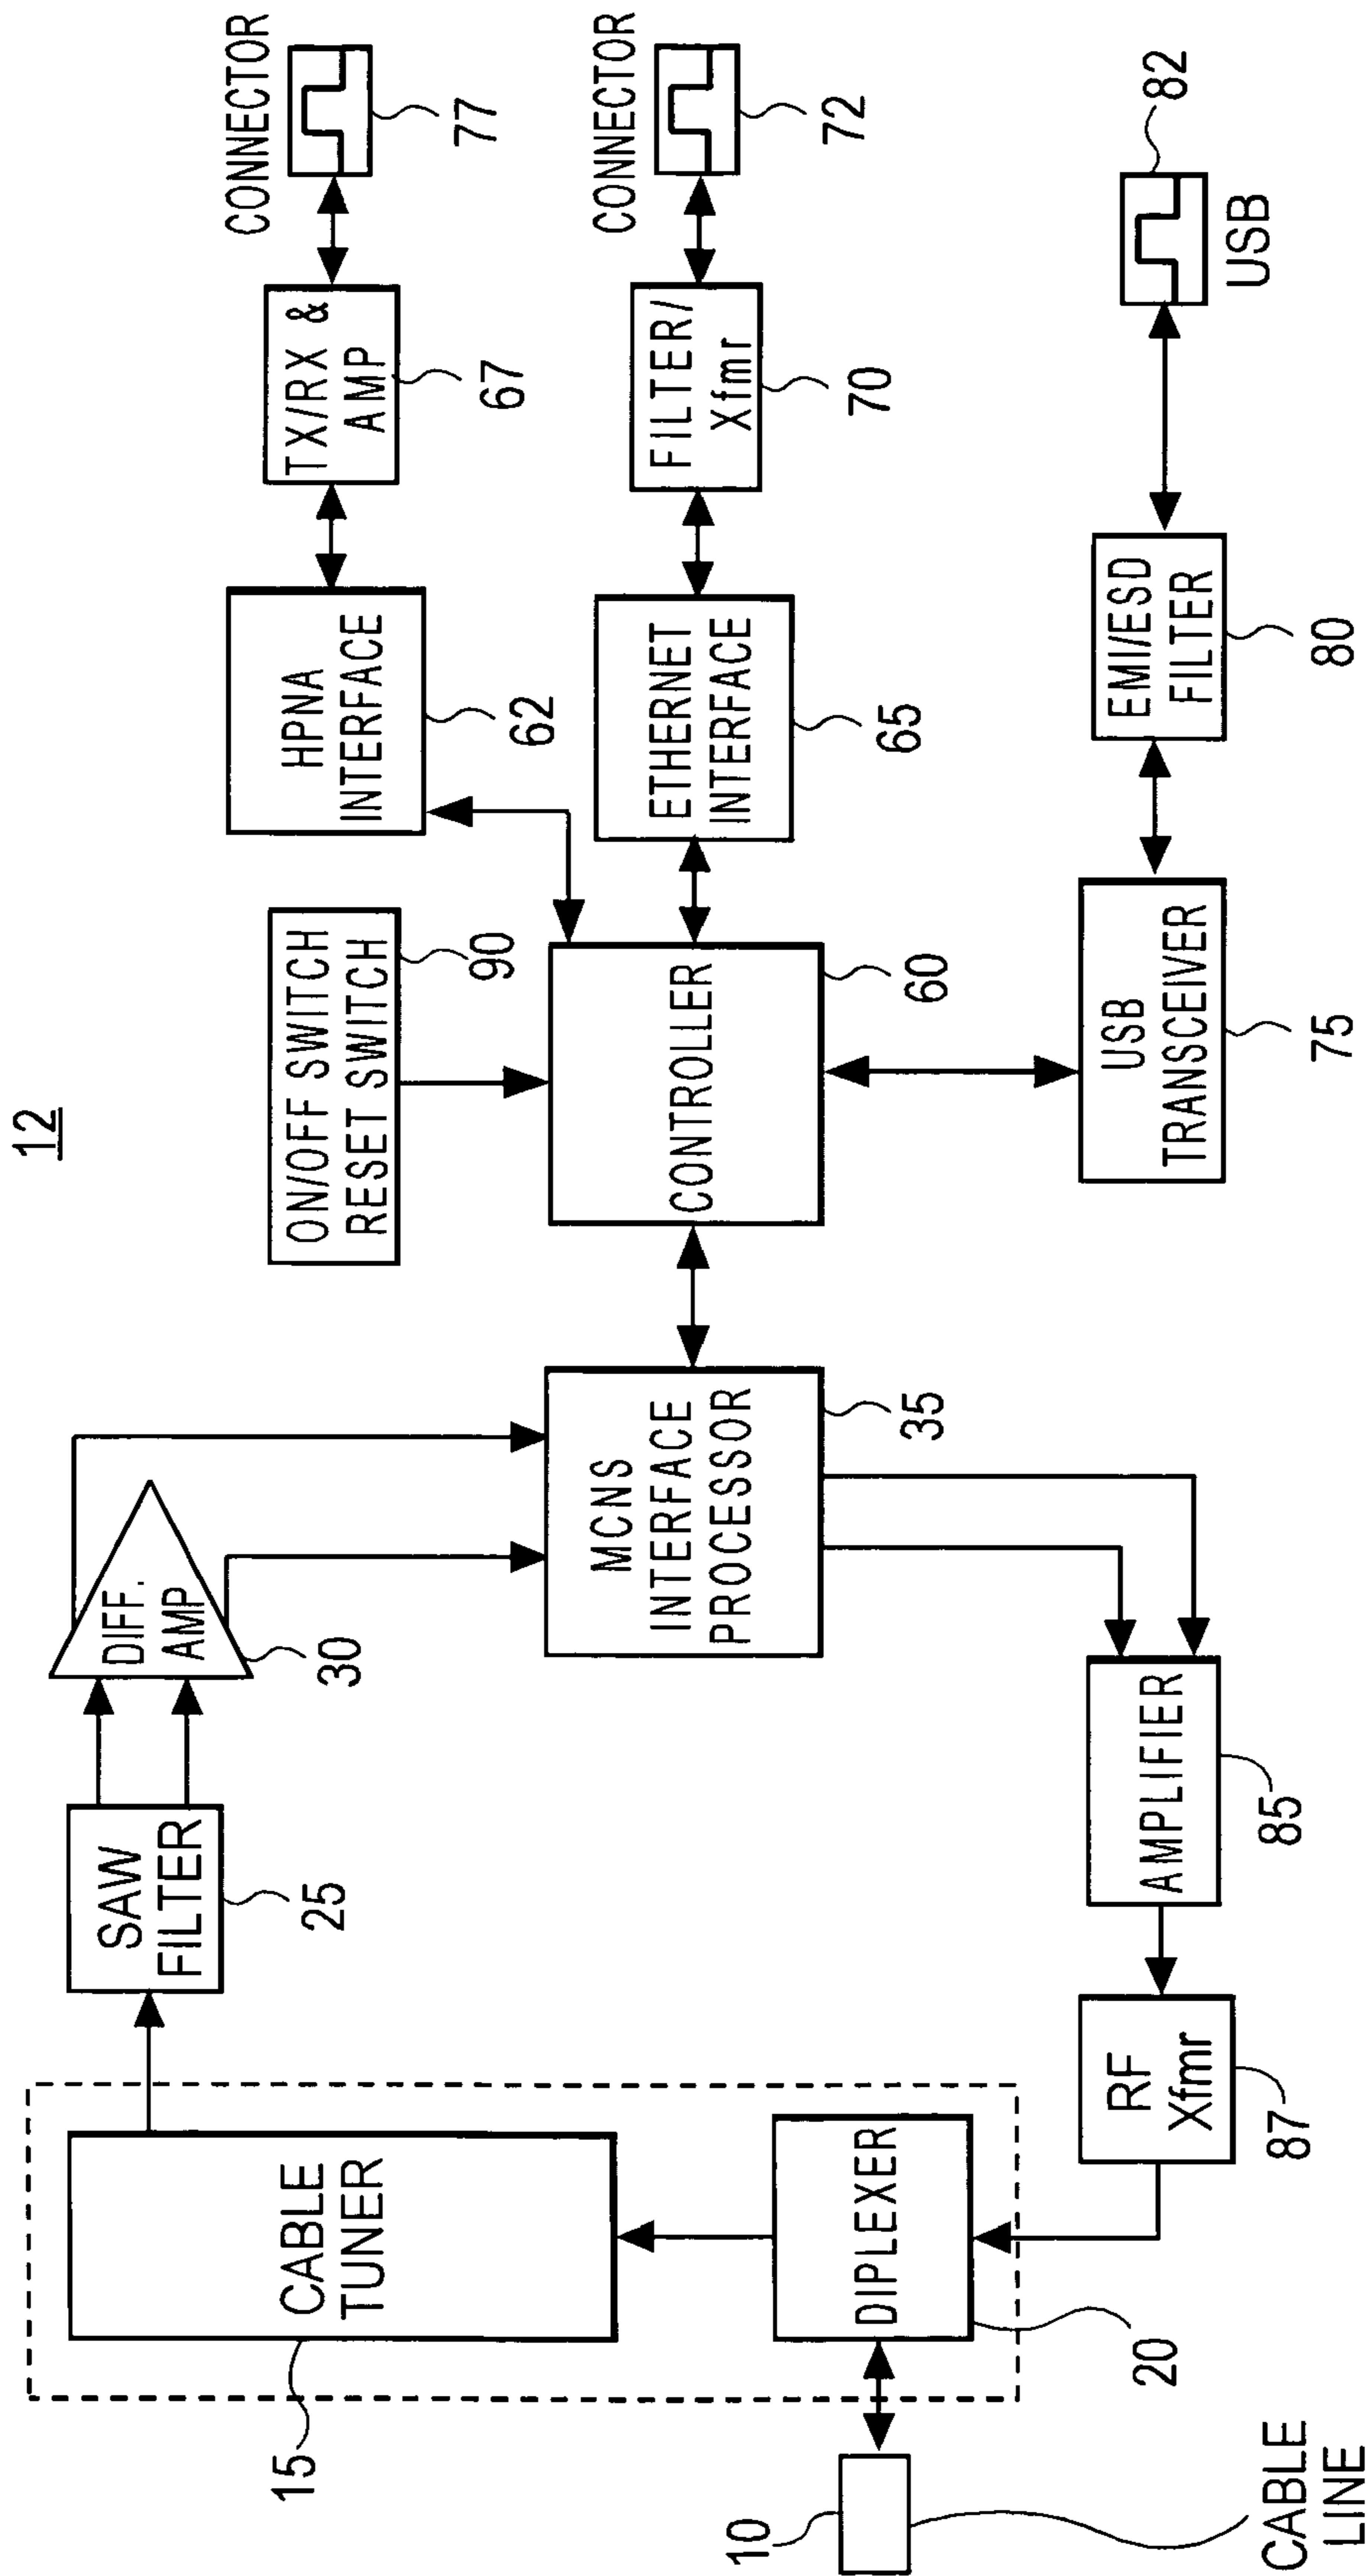 12
CABLE
TUNER
15
DIPLEXER
20
10
CABLE
LINE
SAW
FILTER
25
DIFF.
AMP
30
MCNS
INTERFACE
PROCESSOR
35
AMPLIFIER
85
RF
Xfmr
87
ON/OFF SWITCH
RESET SWITCH
90
CONTROLLER
60
HPNA
INTERFACE
62
TX/RX &
AMP
67
CONNECTOR
77
ETHERNET
INTERFACE
65
FILTER/
Xfmr
70
CONNECTOR
72
USB
TRANSCEIVER
75
EMI/ESD
FILTER
80
82
USB